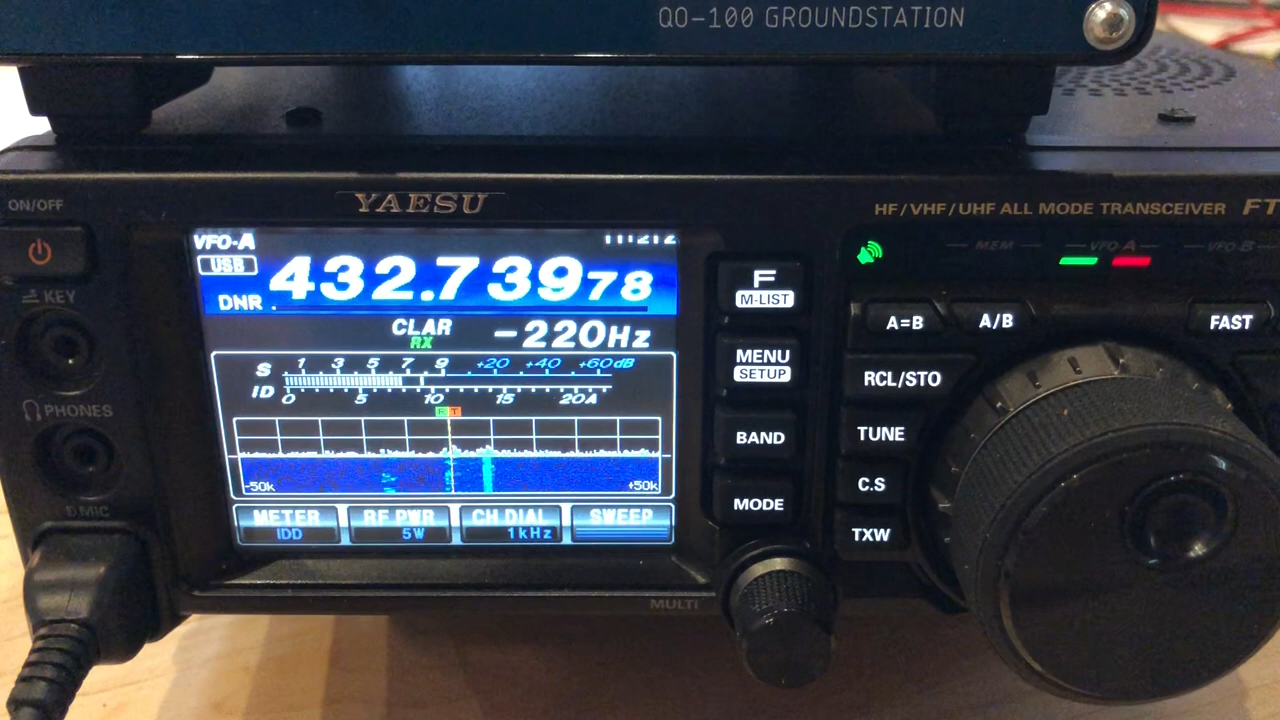 QO-100 GROUNDSTATION
ON/OFF
YAESU
HF/VHF/UHF ALL MODE TRANSCEIVER FT
VFO-A
USB
432.73978
DNR
CLAR
RX
-220Hz
S 1 3 5 7 9 +20 +40 +60dB
ID 0 5 10 15 20A
R T
-50k +50k
METER RF PWR CH DIAL SWEEP
IDD 5W 1kHz
KEY
PHONES
MIC
MULTI
F
M-LIST
MENU
SETUP
BAND
MODE
MEM VFO-A VFO-B
A=B A/B FAST
RCL/STO
TUNE
C.S
TXW